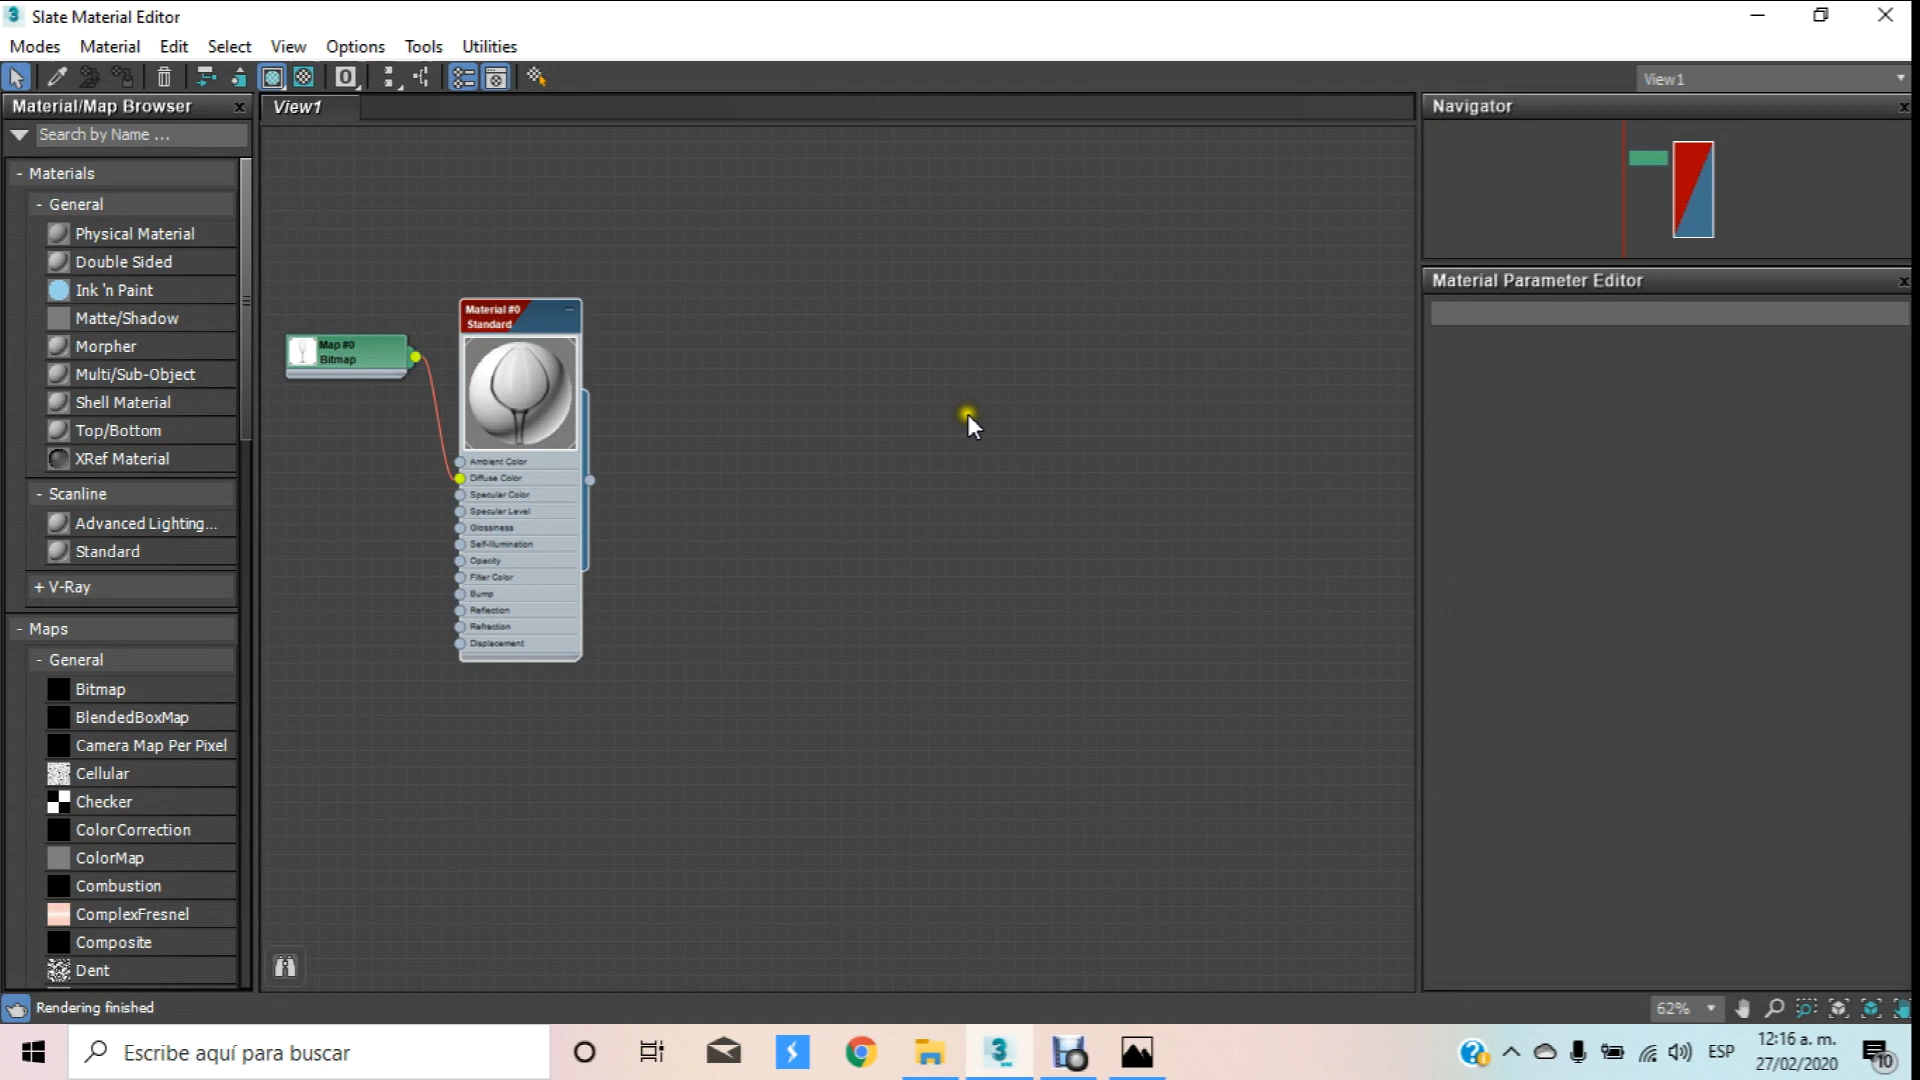 3 Slate Material Editor
Modes Material Edit Select View Options Tools Utilities
0
View1
Material/Map Browser x
View1
Navigator x
Search by Name ...
- Materials
- General
Physical Material
Double Sided
Ink 'n Paint
Matte/Shadow
Morpher
Multi/Sub-Object
Shell Material
Top/Bottom
XRef Material
- Scanline
Advanced Lighting...
Standard
+ V-Ray
- Maps
- General
Bitmap
BlendedBoxMap
Camera Map Per Pixel
Cellular
Checker
ColorCorrection
ColorMap
Combustion
ComplexFresnel
Composite
Dent
Map #0
Bitmap
Material #0
Standard
Ambient Color
Diffuse Color
Specular Color
Specular Level
Glossiness
Self-Illumination
Opacity
Filter Color
Bump
Reflection
Refraction
Displacement
Material Parameter Editor x
Rendering finished
62%
Escribe aquí para buscar
3
ESP
12:16 a. m.
27/02/2020
10